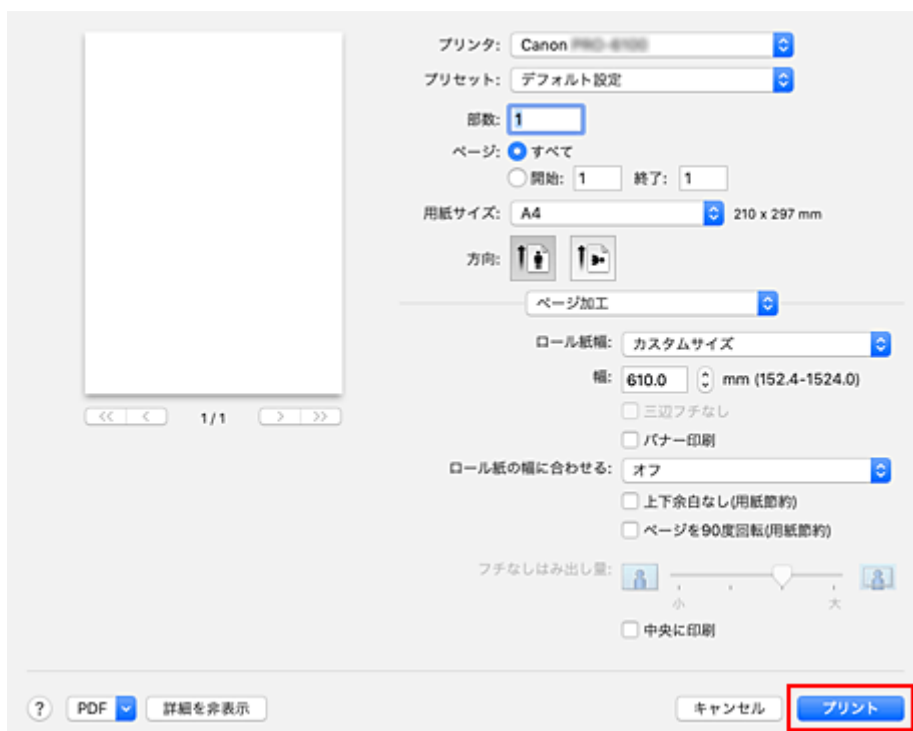 プリンタ: Canon
プリセット: デフォルト設定
部数: 1
ページ: すべて
開始: 1 終了: 1
用紙サイズ: A4 210 x 297 mm
方向:
ページ加工
ロール紙幅: カスタムサイズ
幅: 610.0 mm (152.4-1524.0)
三辺フチなし
<< < 1/1 > >>
バナー印刷
ロール紙の幅に合わせる: オフ
上下余白なし(用紙節約)
ページを90度回転(用紙節約)
フチなしはみ出し量:
小 大
中央に印刷
? PDF 詳細を非表示 キャンセル プリント